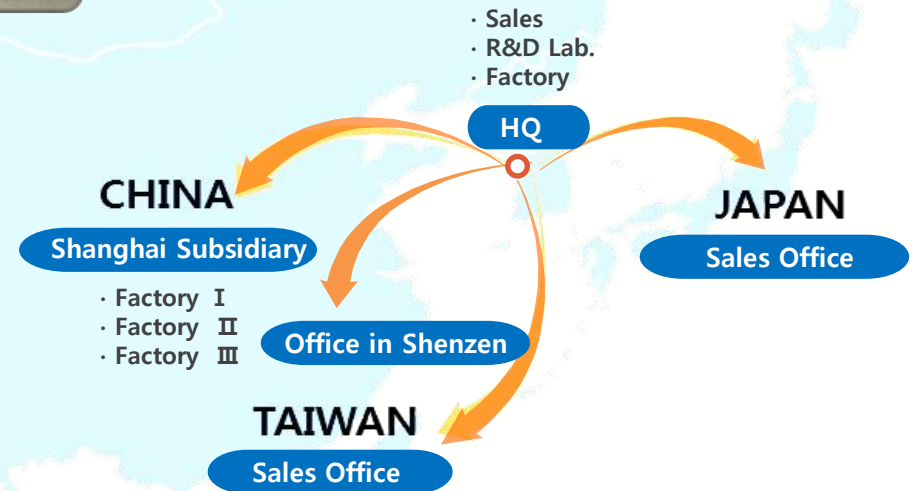 · Sales
· R&D Lab.
· Factory
HQ
CHINA
Shanghai Subsidiary
· Factory Ⅰ
· Factory Ⅱ
· Factory Ⅲ
Office in Shenzen
JAPAN
Sales Office
TAIWAN
Sales Office